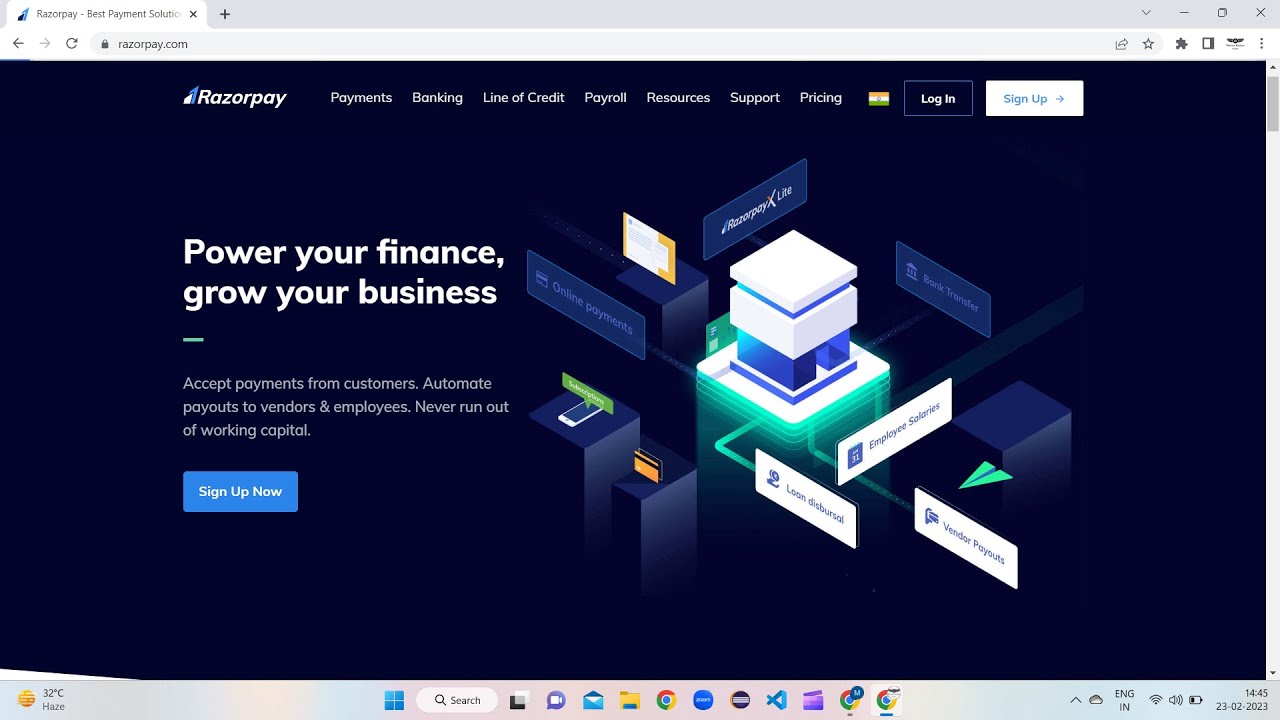 Razorpay - Best Payment Solutio
razorpay.com
Razorpay
Payments
Banking
Line of Credit
Payroll
Resources
Support
Pricing
Log In
Sign Up
Power your finance,
grow your business
Accept payments from customers. Automate
payouts to vendors & employees. Never run out
of working capital.
Sign Up Now
RazorpayX Lite
Online payments
Bank Transfer
Subscriptions
31
Employee Salaries
Loan disbursal
Vendor Payouts
32°C
Haze
Search
zoom
M
ENG
IN
14:45
23-02-2023